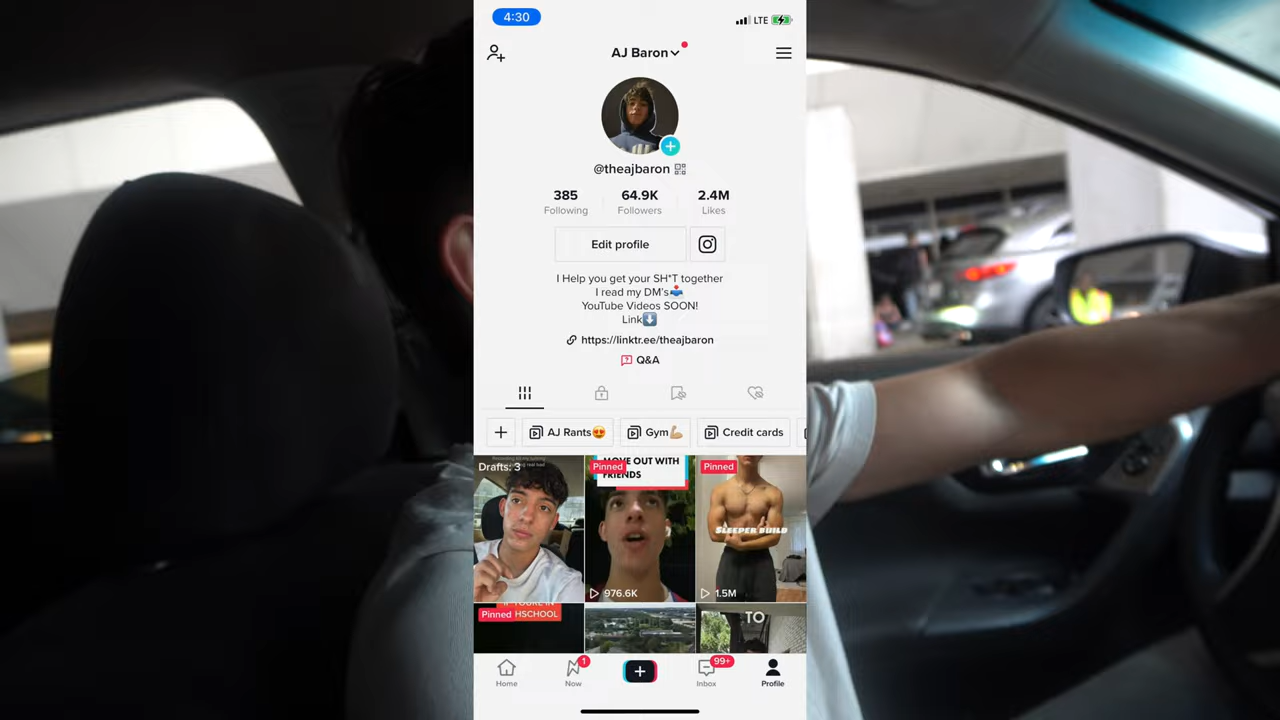 4:30
LTE
AJ Baron
@theajbaron
385 64.9K 2.4M
Following Followers Likes
Edit profile
I Help you get your SH*T together
I read my DM's📫
YouTube Videos SOON!
Link⬇️
https://linktr.ee/theajbaron
Q&A
AJ Rants😍 Gym💪🏼 Credit cards
Drafts: 3
Pinned
MOVE OUT WITH
FRIENDS
976.6K
Pinned
SLEEPER BUILD
1.5M
Pinned
HSCHOOL
TO
1
99+
Home Now Inbox Profile